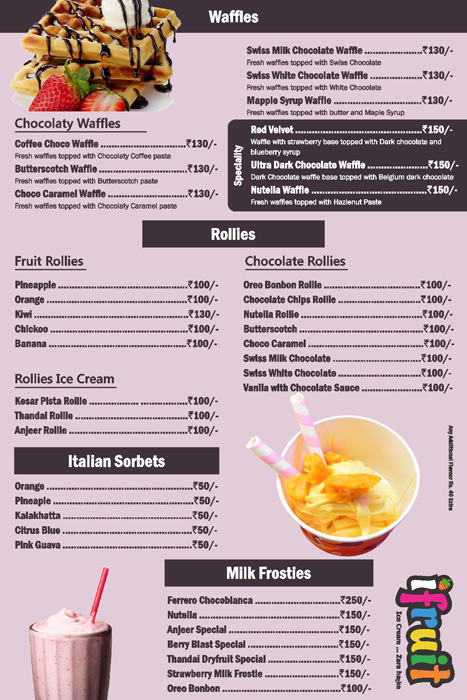 Waffles
Swiss Milk Chocolate Waffle ..................₹130/-
Fresh waffles topped with Swiss Chocolate
Swiss White Chocolate Waffle ................₹130/-
Fresh waffles topped with White Chocolate
Mapple Syrup Waffle ............................₹130/-
Fresh waffles topped with butter and Maple Syrup
Chocolaty Waffles
Coffee Choco Waffle ............................₹130/-
Fresh waffles topped with Chocolaty Coffee paste
Butterscotch Waffle ............................₹130/-
Fresh waffles topped with Butterscotch paste
Choco Caramel Waffle .........................₹130/-
Fresh waffles topped with Chocolaty Caramel paste
Speciality
Red Velvet ..........................................₹150/-
Waffle with strawberry base topped with Dark chocolate and
blueberry syrup
Ultra Dark Chocolate Waffle ...................₹150/-
Dark Chocolate waffle base topped with Belgium dark chocolate
Nutella Waffle .....................................₹150/-
Fresh waffles topped with Hazlenut Paste
Rollies
Fruit Rollies
Pineapple ..........................................₹100/-
Orange ..............................................₹100/-
Kiwi ..................................................₹130/-
Chickoo .............................................₹100/-
Banana ..............................................₹100/-
Rollies Ice Cream
Kesar Pista Rollie ................ ................₹100/-
Thandai Rollie ....................................₹100/-
Anjeer Rollie ......................................₹100/-
Chocolate Rollies
Oreo Bonbon Rollie ............................₹100/-
Chocolate Chips Rollie ........................₹100/-
Nutella Rollie .....................................₹100/-
Butterscotch ......................................₹100/-
Choco Caramel ..................................₹100/-
Swiss Milk Chocolate ..........................₹100/-
Swiss White Chocolate ........................₹100/-
Vanila with Chocolate Sauce ................₹100/-
Any Additional Flavour Rs. 40 Extra
Italian Sorbets
Orange ..............................................₹50/-
Pineaple .............................................₹50/-
Kalakhatta ..........................................₹50/-
Citrus Blue .........................................₹50/-
Pink Guava .........................................₹50/-
Milk Frosties
Ferrero Chocoblanca ............................₹250/-
Nutella ...............................................₹150/-
Anjeer Special .....................................₹150/-
Berry Blast Special ...............................₹150/-
Thandai Dryfruit Special ........................₹150/-
Strawberry Milk Frostie .........................₹150/-
Oreo Bonbon .......................................₹100/-
ifruit
Ice Cream ... Zara hatke